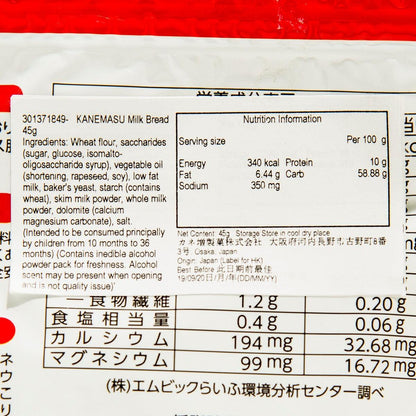 栄養成分表示
301371849-   KANEMASU Milk Bread
45g
Ingredients: Wheat flour, saccharides
(sugar, glucose, isomalto-
oligosaccharide syrup), vegetable oil
(shortening, rapeseed, soy), low fat
milk, baker's yeast. starch (contains
wheat), skim milk powder, whole milk
powder, dolomite (calcium
magnesium carbonate), salt.
(Intended to be consumed principally
by children from 10 months to 36
months) (Contains inedible alcohol
powder pack for freshness. Alcohol
scent may be present when opening
and is not quality issue)`
Nutrition Information
Serving size Per 100 g
Energy 340 kcal Protein 10 g
Fat 6.44 g Carb 58.88 g
Sodium 350 mg
Net Content: 45g Storage Store in cool dry place
カネ増製菓株式会社 大阪府河内長野市古野町8番
3号 Osaka, Japan
Origin: Japan (Label for HK)
Best Before 此日期前最佳
19/09/20日/月/年(DD/MM/YY)
食物繊維 1.2 g 0.20 g
食塩相当量 0.4 g 0.06 g
カルシウム 194 mg 32.68 mg
マグネシウム 99 mg 16.72 mg
(株)エムビックらいふ環境分析センター調べ